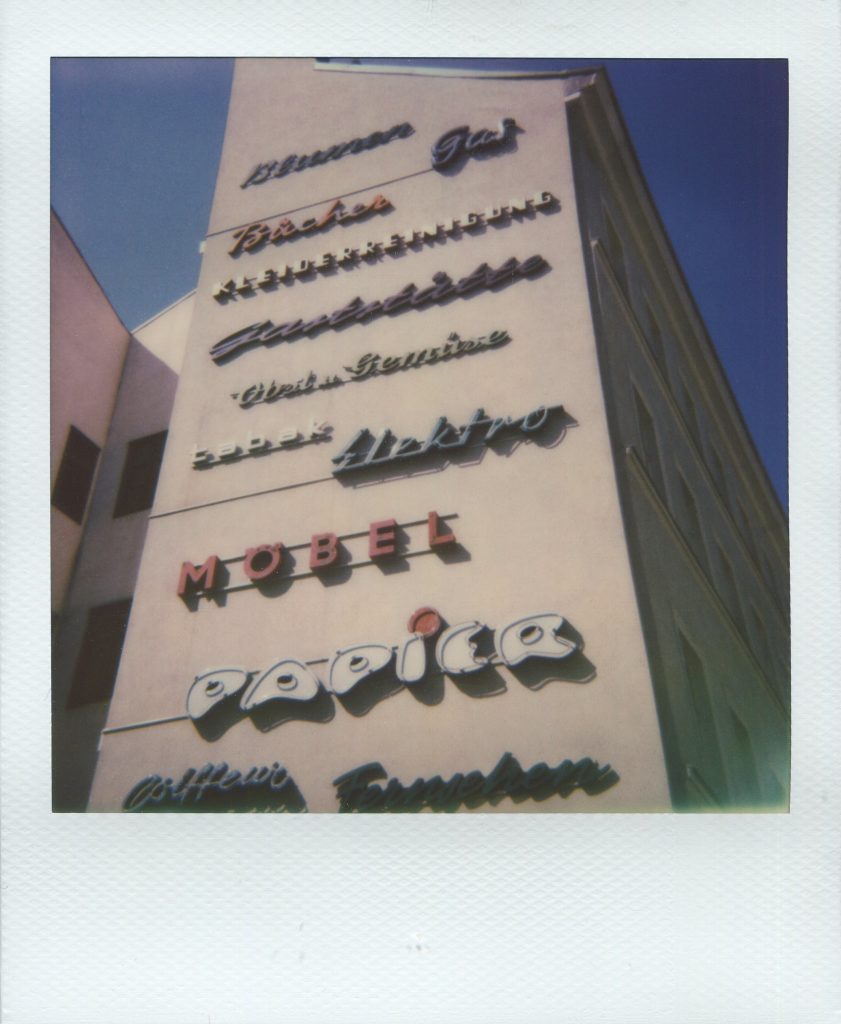 Blumen Gas
Bücher
KLEIDERREINIGUNG
Gaststätte
Obst u. Gemüse
tabak Elektro
MÖBEL
PAPIER
Coiffeur Fernsehen